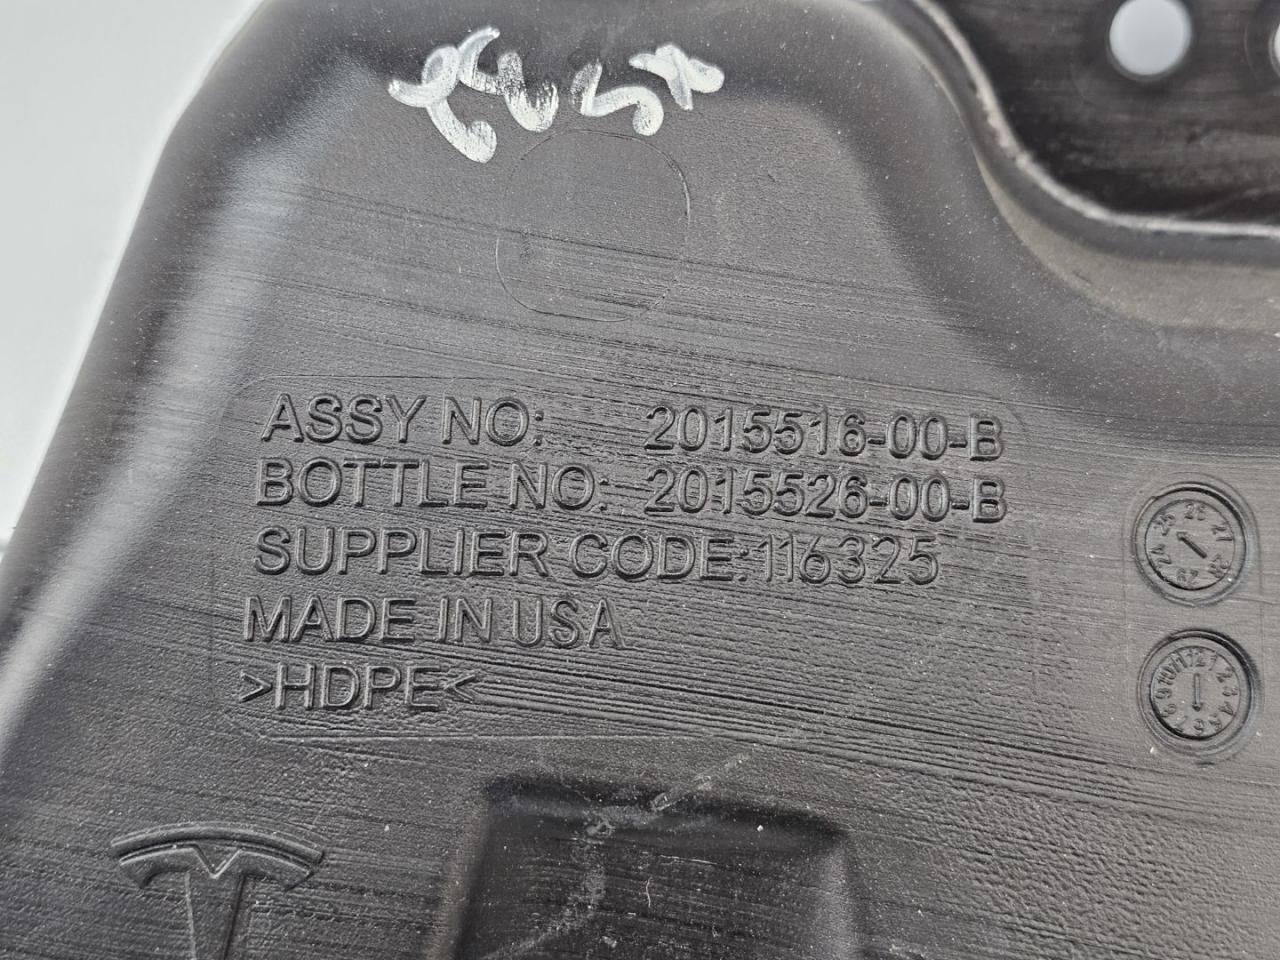 ASSY NO: 2015516-00-B
BOTTLE NO: 2015526-00-B
SUPPLIER CODE:116325
MADE IN USA
>HDPE<